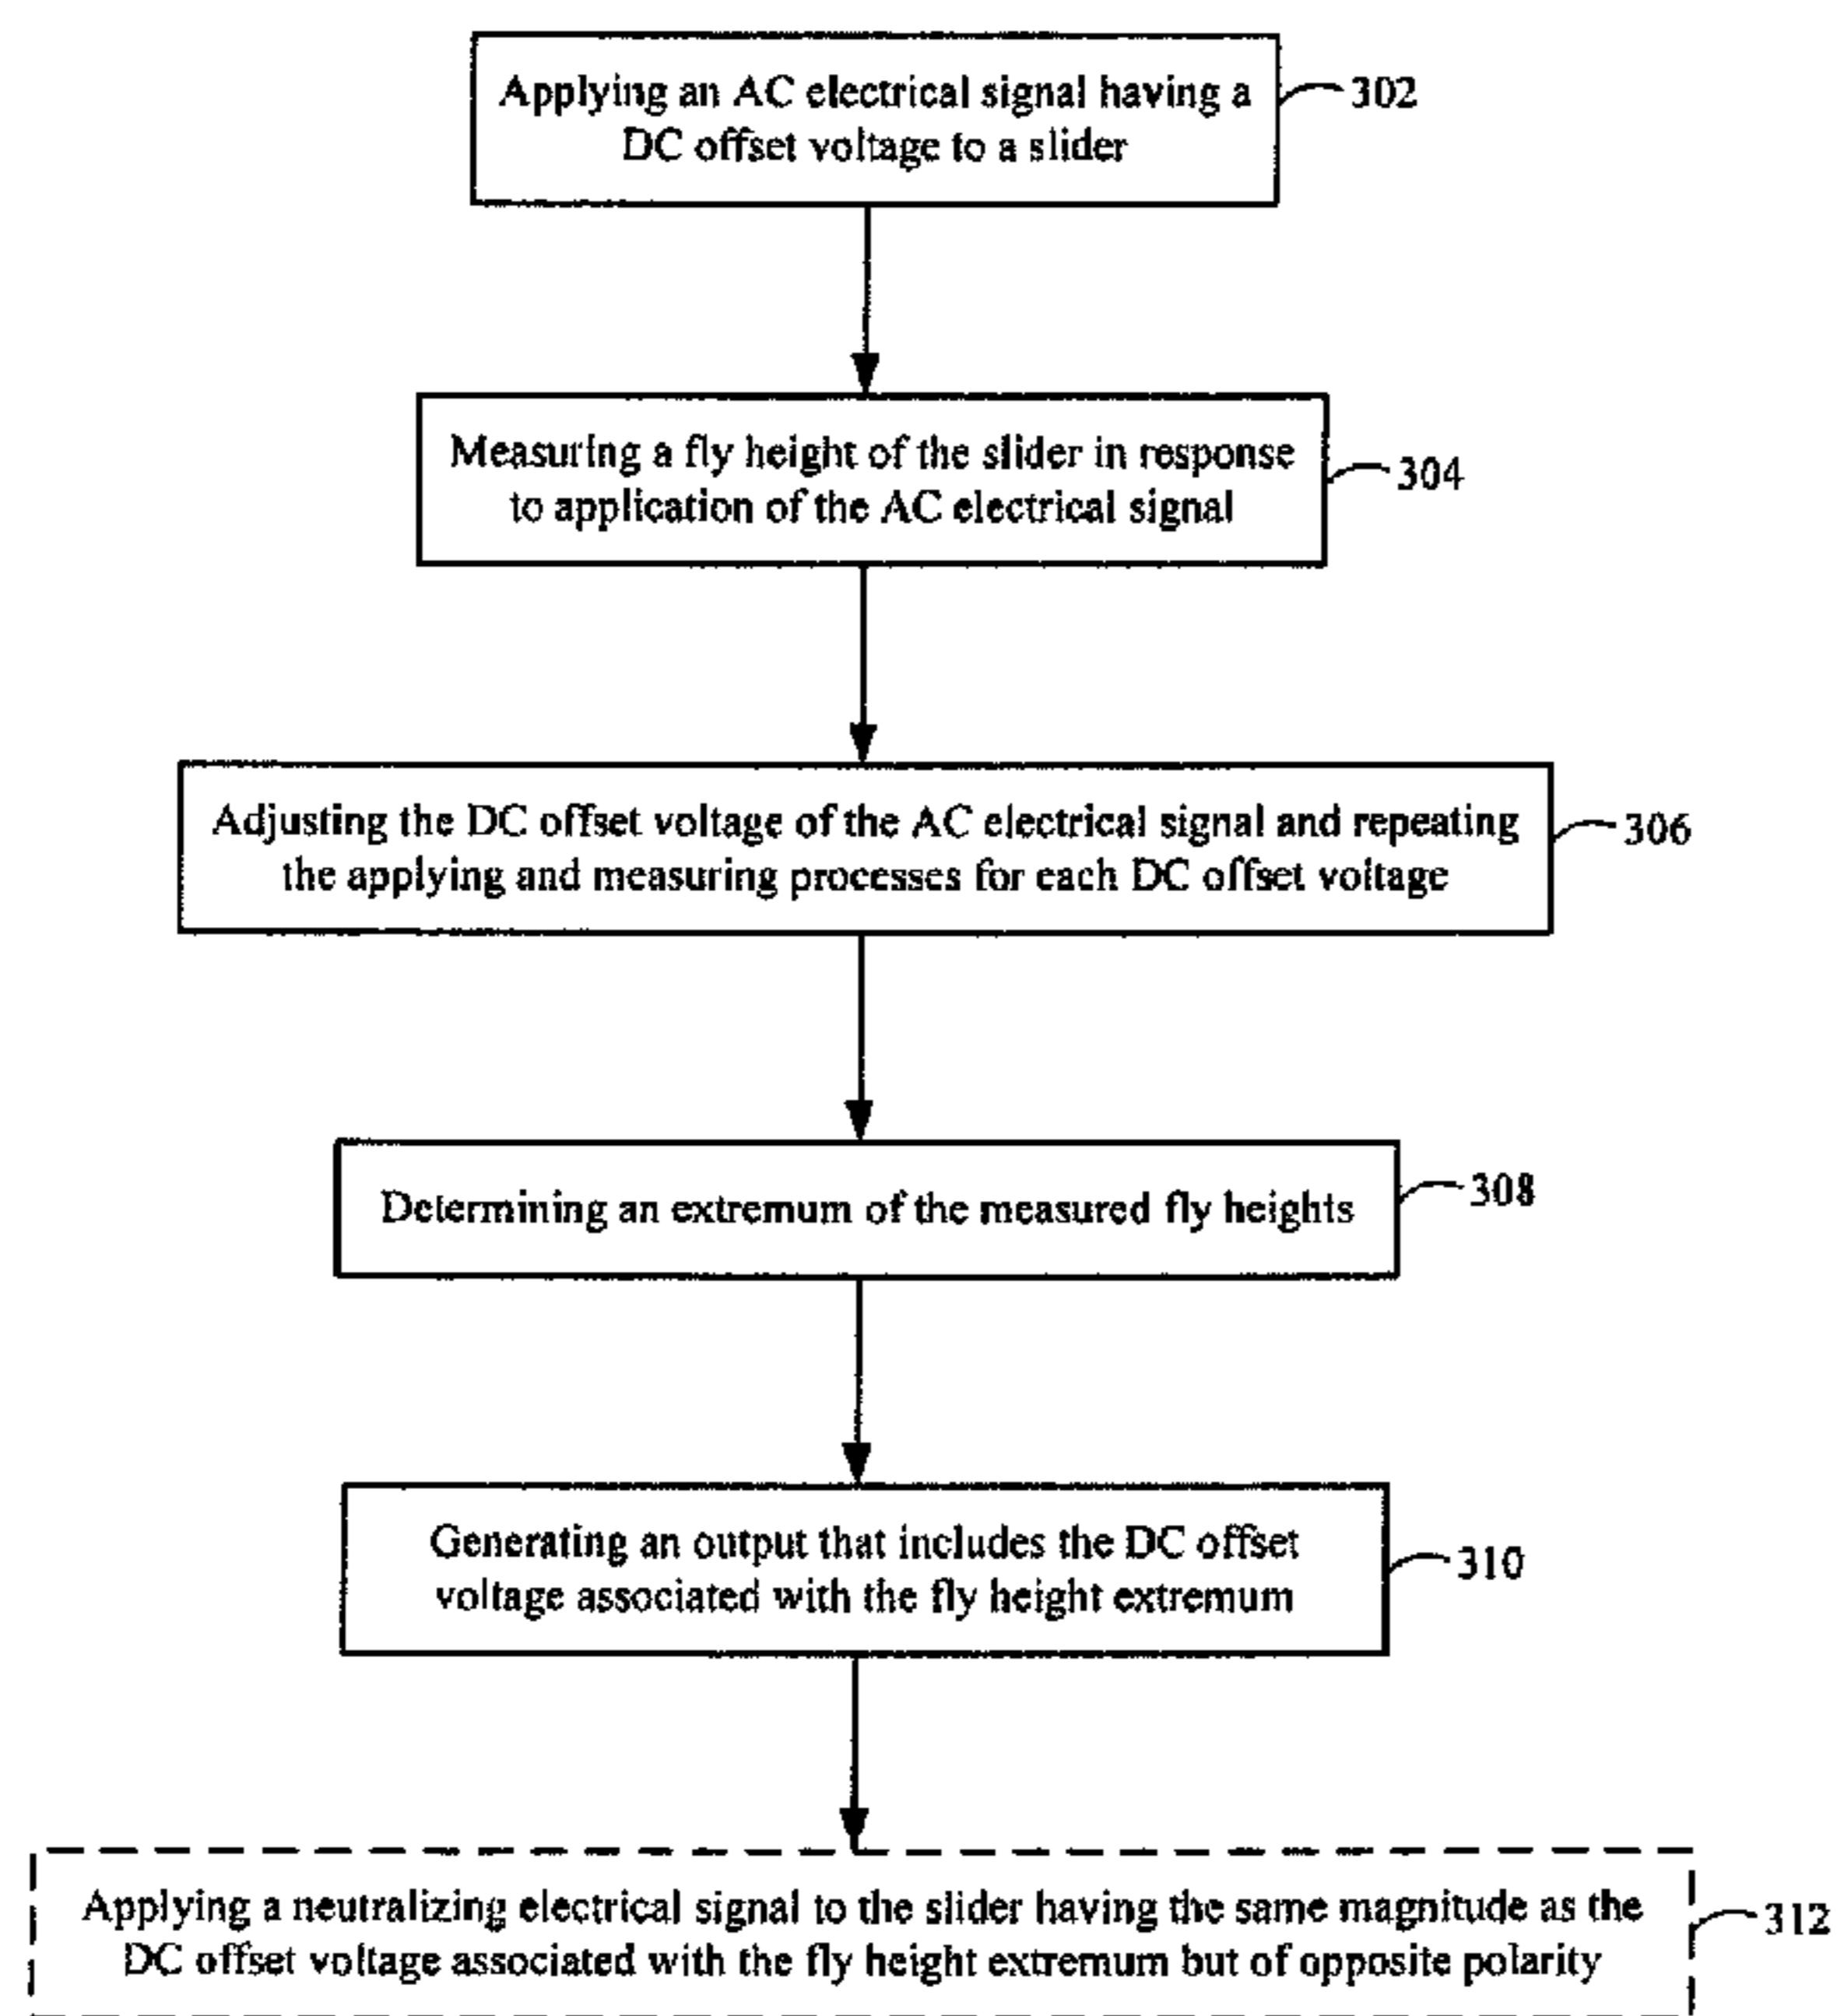 Applying an AC electrical signal having a
DC offset voltage to a slider
302
Measuring a fly height of the slider in response
to application of the AC electrical signal
304
Adjusting the DC offset voltage of the AC electrical signal and repeating
the applying and measuring processes for each DC offset voltage
306
Determining an extremum of the measured fly heights
308
Generating an output that includes the DC offset
voltage associated with the fly height extremum
310
Applying a neutralizing electrical signal to the slider having the same magnitude as the
DC offset voltage associated with the fly height extremum but of opposite polarity
312